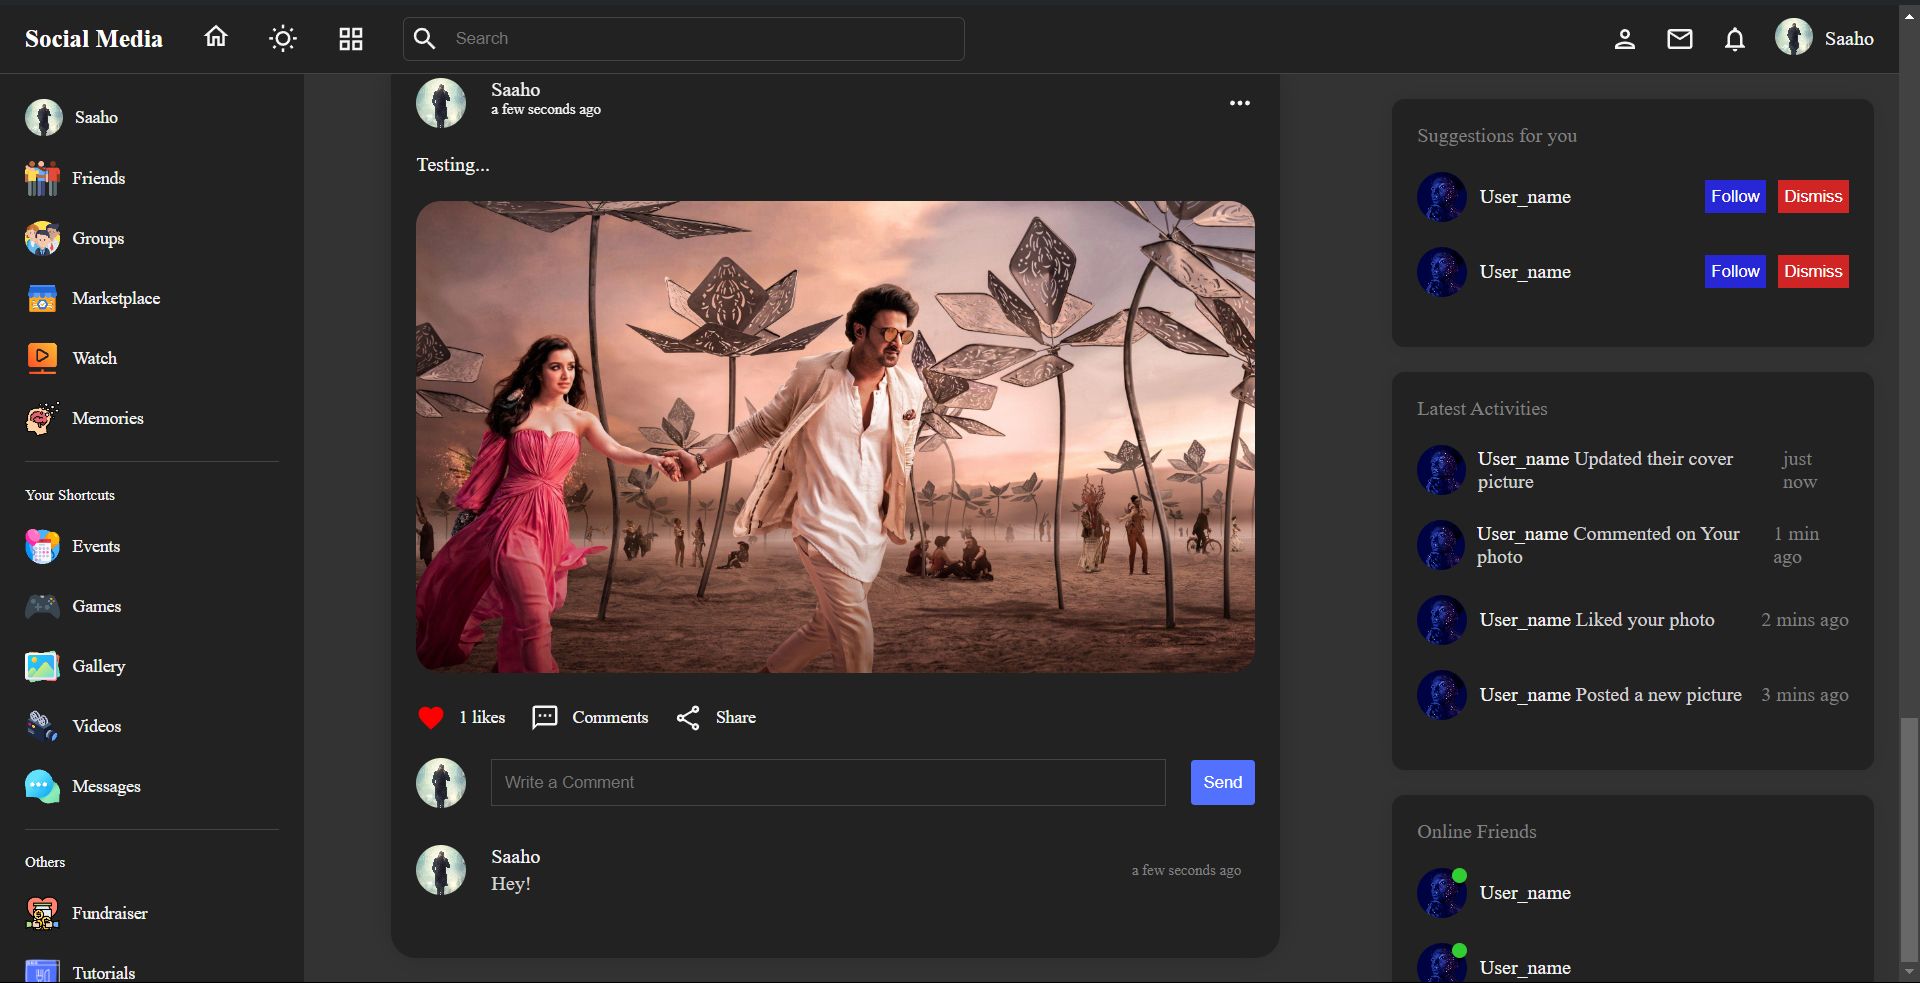 Social Media
Search
Saaho
Saaho
Friends
Groups
Marketplace
Watch
Memories
Your Shortcuts
Events
Games
Gallery
Videos
Messages
Others
Fundraiser
Tutorials
Saaho
a few seconds ago
Testing...
1 likes
Comments
Share
Write a Comment
Send
Saaho
Hey!
a few seconds ago
Suggestions for you
User_name
Follow
Dismiss
User_name
Follow
Dismiss
Latest Activities
User_name Updated their cover
picture
just
now
User_name Commented on Your
photo
1 min
ago
User_name Liked your photo
2 mins ago
User_name Posted a new picture
3 mins ago
Online Friends
User_name
User_name